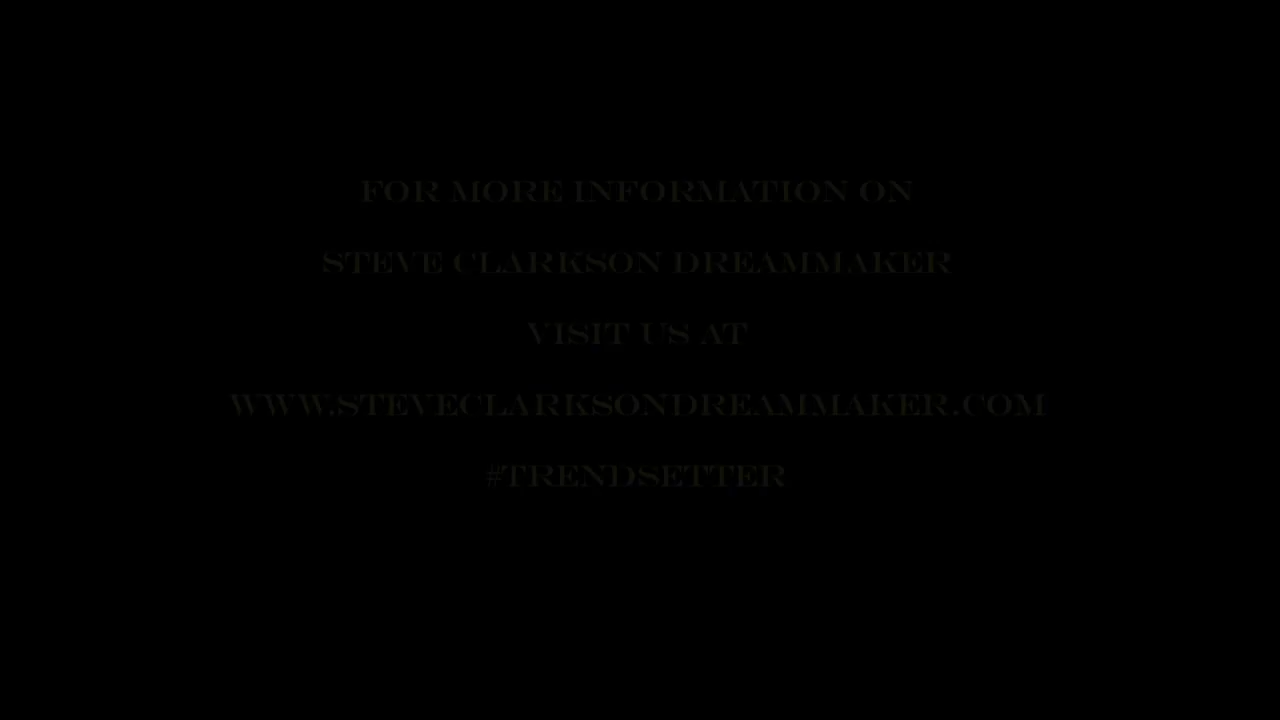 FOR MORE INFORMATION ON
STEVE CLARKSON DREAMMAKER
VISIT US AT
WWW.STEVECLARKSONDREAMMAKER.COM
#TRENDSETTER